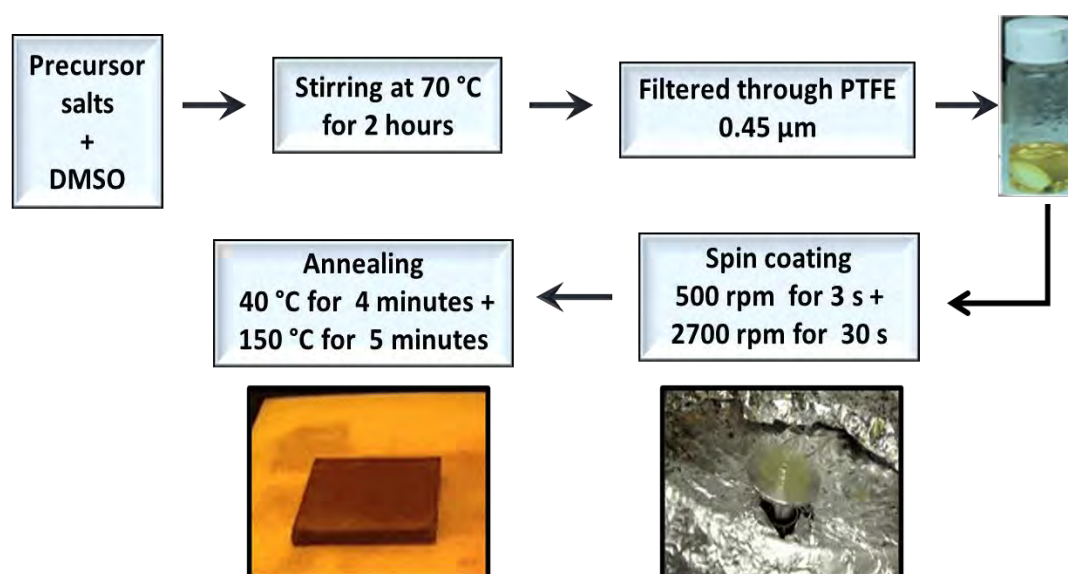 Precursor
salts
+
DMSO
Stirring at 70 °C
for 2 hours
Filtered through PTFE
0.45 µm
Spin coating
500 rpm for 3 s +
2700 rpm for 30 s
Annealing
40 °C for 4 minutes +
150 °C for 5 minutes